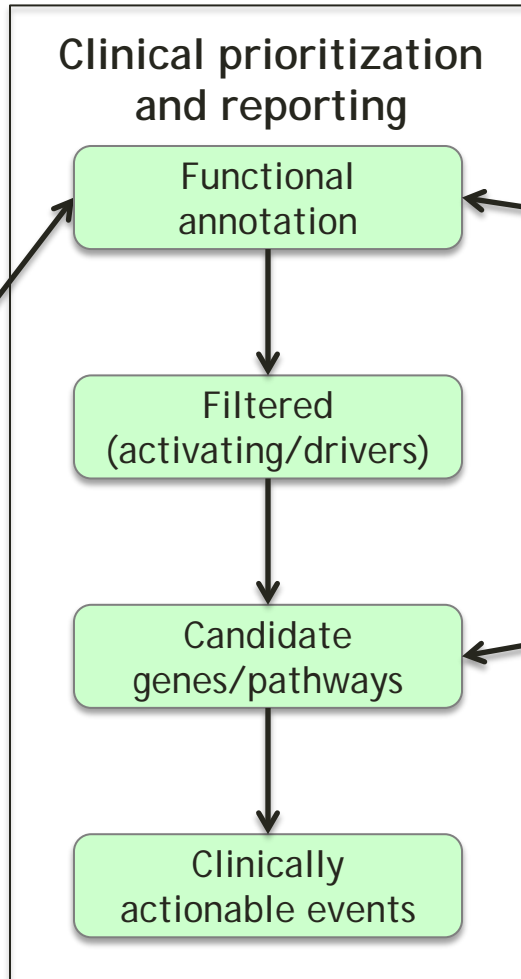 Clinical prioritization
and reporting
Functional
annotation
Filtered
(activating/drivers)
Candidate
genes/pathways
Clinically
actionable events